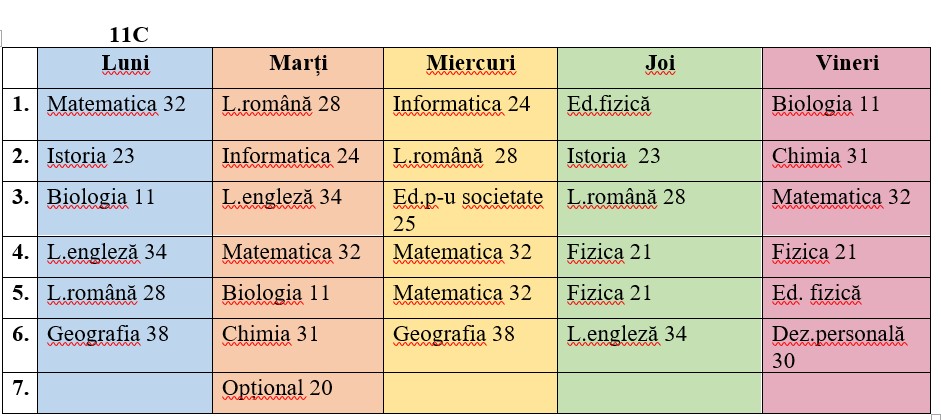 11C
Luni Marți Miercuri Joi Vineri
1. Matematica 32 L.română 28 Informatica 24 Ed.fizică Biologia 11
2. Istoria 23 Informatica 24 L.română 28 Istoria 23 Chimia 31
3. Biologia 11 L.engleză 34 Ed.p-u societate 25 L.română 28 Matematica 32
4. L.engleză 34 Matematica 32 Matematica 32 Fizica 21 Fizica 21
5. L.română 28 Biologia 11 Matematica 32 Fizica 21 Ed. fizică
6. Geografia 38 Chimia 31 Geografia 38 L.engleză 34 Dez.personală 30
7. Opțional 20